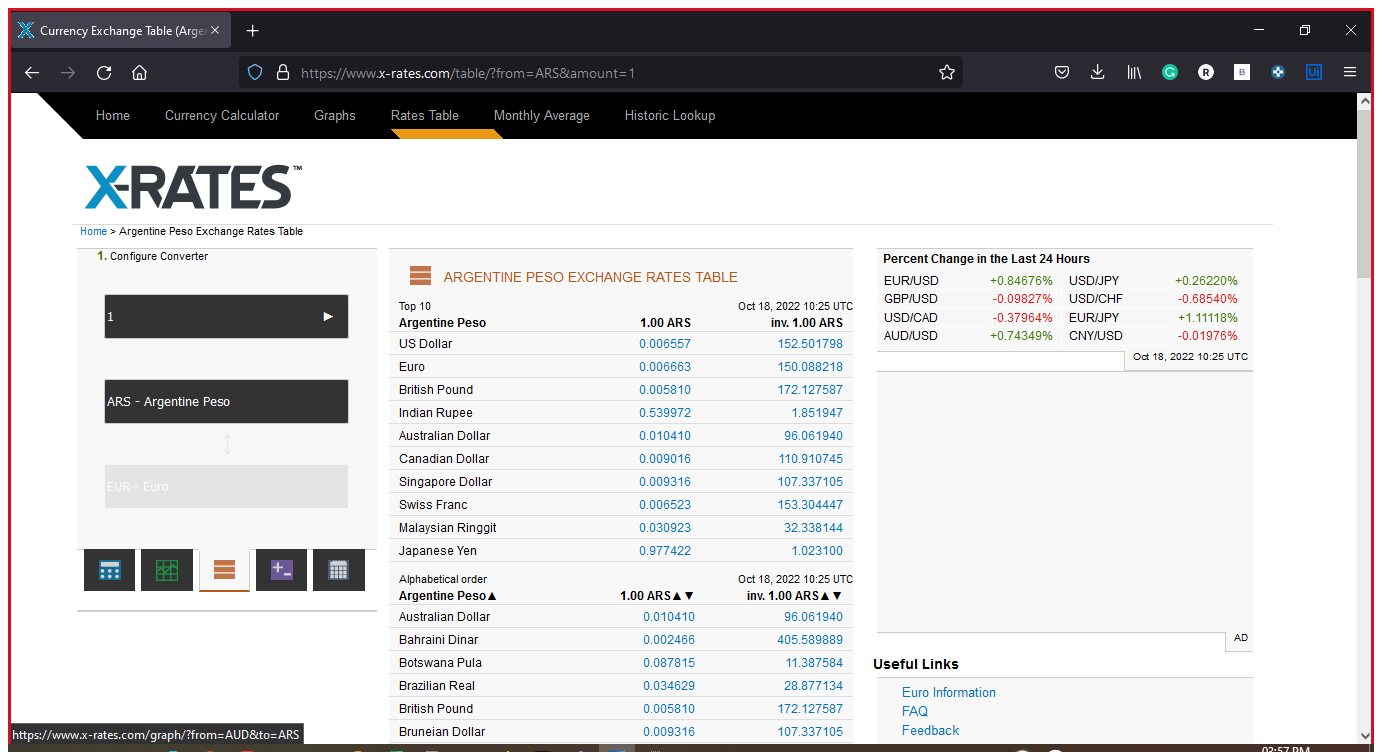 Currency Exchange Table (Arger
https://www.x-rates.com/table/?from=ARS&amount=1
Home Currency Calculator Graphs Rates Table Monthly Average Historic Lookup
X-RATES™
Home > Argentine Peso Exchange Rates Table
1. Configure Converter
1
ARS - Argentine Peso
EUR - Euro
ARGENTINE PESO EXCHANGE RATES TABLE
Top 10 Oct 18, 2022 10:25 UTC
Argentine Peso 1.00 ARS inv. 1.00 ARS
US Dollar 0.006557 152.501798
Euro 0.006663 150.088218
British Pound 0.005810 172.127587
Indian Rupee 0.539972 1.851947
Australian Dollar 0.010410 96.061940
Canadian Dollar 0.009016 110.910745
Singapore Dollar 0.009316 107.337105
Swiss Franc 0.006523 153.304447
Malaysian Ringgit 0.030923 32.338144
Japanese Yen 0.977422 1.023100
Alphabetical order Oct 18, 2022 10:25 UTC
Argentine Peso▲ 1.00 ARS▲▼ inv. 1.00 ARS▲▼
Australian Dollar 0.010410 96.061940
Bahraini Dinar 0.002466 405.589889
Botswana Pula 0.087815 11.387584
Brazilian Real 0.034629 28.877134
British Pound 0.005810 172.127587
Bruneian Dollar 0.009316 107.337105
Percent Change in the Last 24 Hours
EUR/USD +0.84676% USD/JPY +0.26220%
GBP/USD -0.09827% USD/CHF -0.68540%
USD/CAD -0.37964% EUR/JPY +1.11118%
AUD/USD +0.74349% CNY/USD -0.01976%
Oct 18, 2022 10:25 UTC
AD
Useful Links
Euro Information
FAQ
Feedback
https://www.x-rates.com/graph/?from=AUD&to=ARS